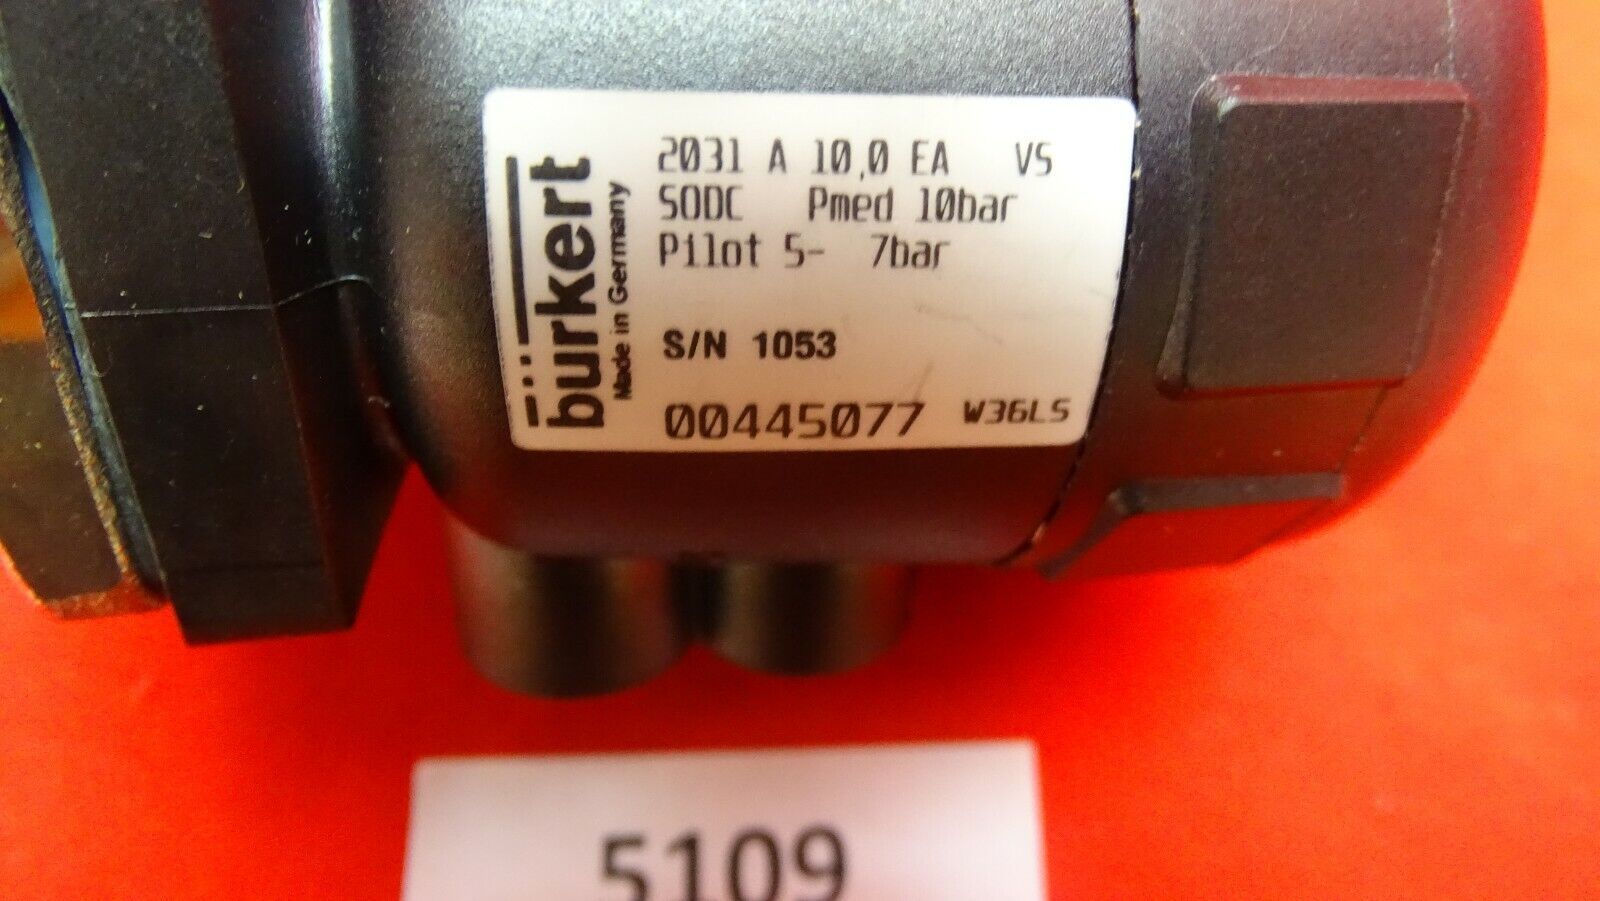 bürkert
Made in Germany
2031 A 10,0 EA VS
SODC Pmed 10bar
Pilot 5- 7bar
S/N 1053
00445077 W36LS
5109